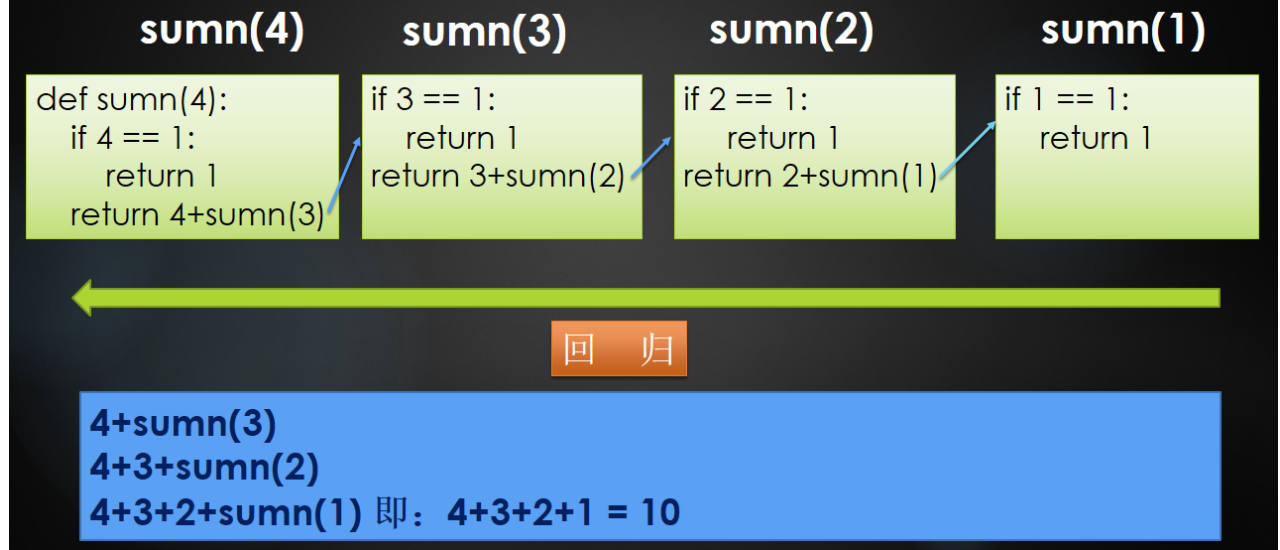 sumn(4)
sumn(3)
sumn(2)
sumn(1)
def sumn(4):
if 4 == 1:
return 1
return 4+sumn(3)
if 3 == 1:
return 1
return 3+sumn(2)
if 2 == 1:
return 1
return 2+sumn(1)
if 1 == 1:
return 1
回 归
4+sumn(3)
4+3+sumn(2)
4+3+2+sumn(1) 即：4+3+2+1 = 10